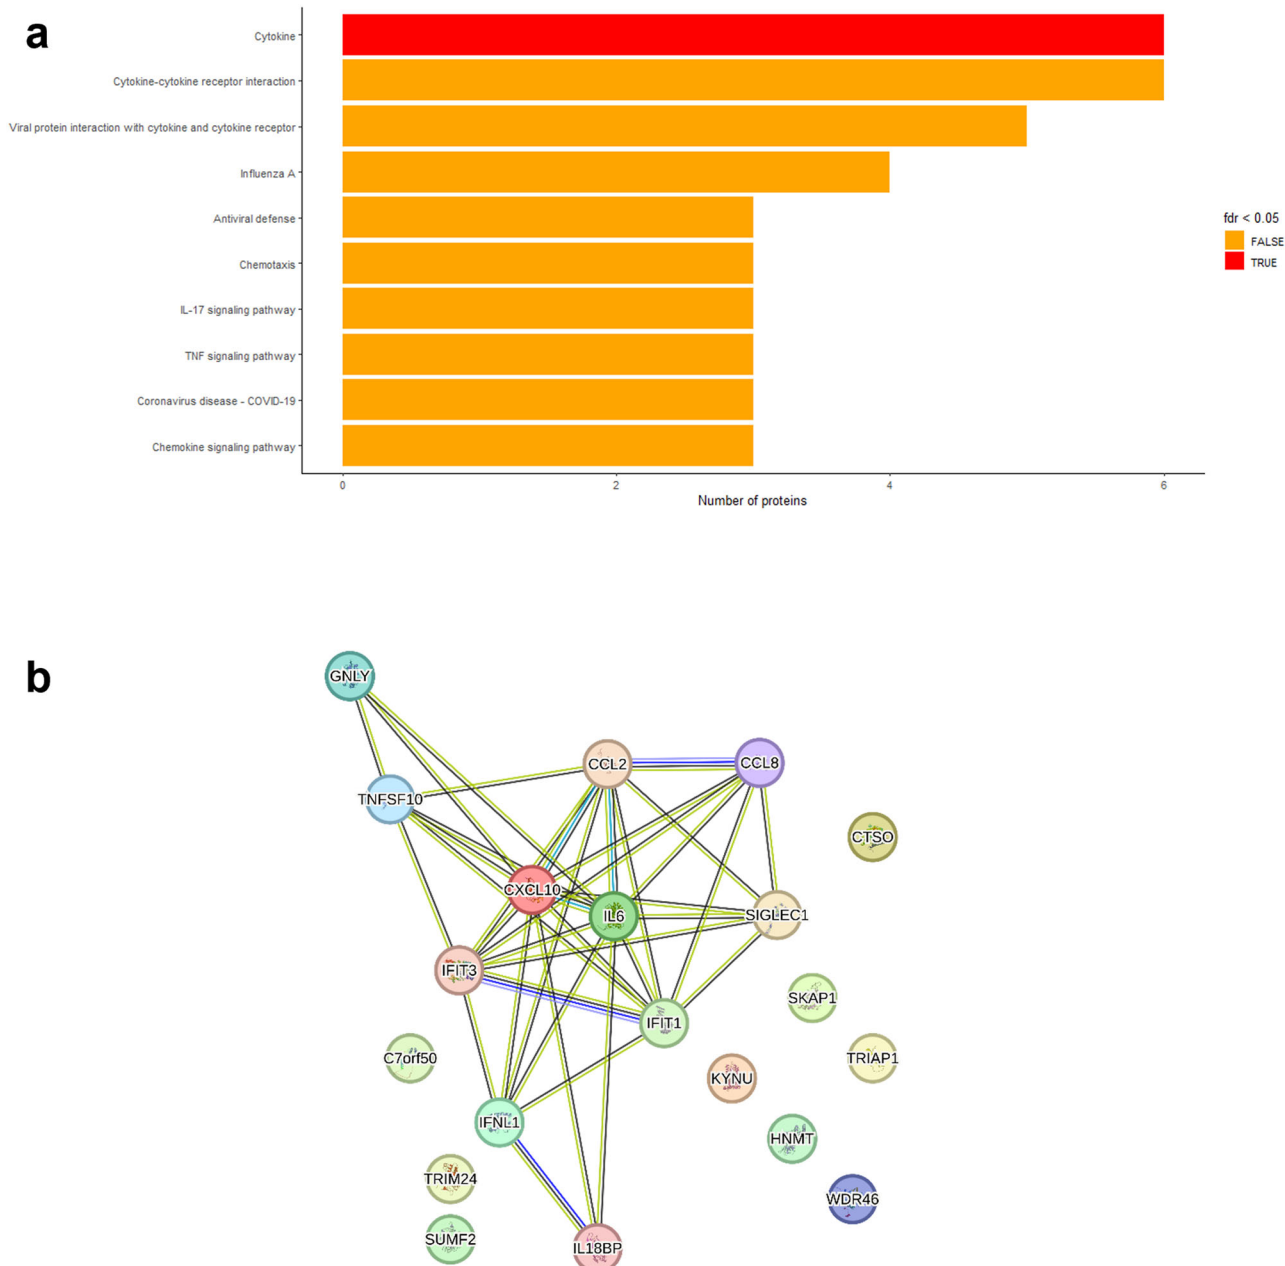 a
Cytokine
Cytokine-cytokine receptor interaction
Viral protein interaction with cytokine and cytokine receptor
Influenza A
Antiviral defense
Chemotaxis
IL-17 signaling pathway
TNF signaling pathway
Coronavirus disease - COVID-19
Chemokine signaling pathway
0 2 4 6
Number of proteins
fdr < 0.05
FALSE
TRUE
b
GNLY
CCL2
CCL8
TNFSF10
CTSO
CXCL10
IL6
SIGLEC1
IFIT3
SKAP1
IFIT1
C7orf50
TRIAP1
KYNU
IFNL1
HNMT
TRIM24
WDR46
SUMF2
IL18BP